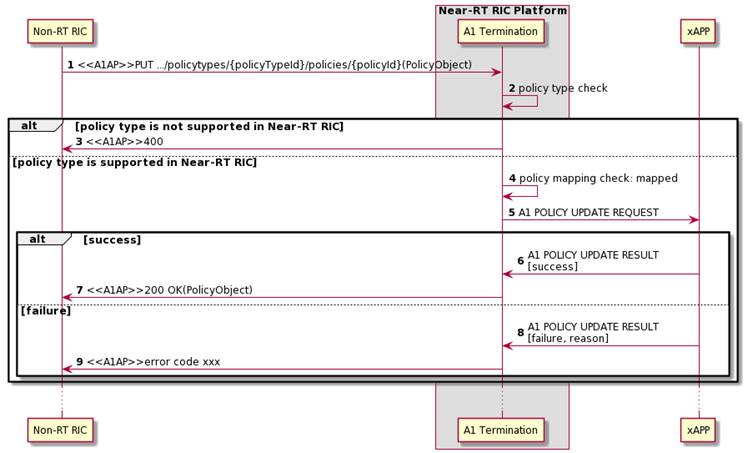 Near-RT RIC Platform
Non-RT RIC
A1 Termination
xAPP
1 <<A1AP>>PUT .../policytypes/{policyTypeId}/policies/{policyId}(PolicyObject)
2 policy type check
alt [policy type is not supported in Near-RT RIC]
3 <<A1AP>>400
[policy type is supported in Near-RT RIC]
4 policy mapping check: mapped
5 A1 POLICY UPDATE REQUEST
alt [success]
6 A1 POLICY UPDATE RESULT
[success]
7 <<A1AP>>200 OK(PolicyObject)
[failure]
8 A1 POLICY UPDATE RESULT
[failure, reason]
9 <<A1AP>>error code xxx
Non-RT RIC
A1 Termination
xAPP